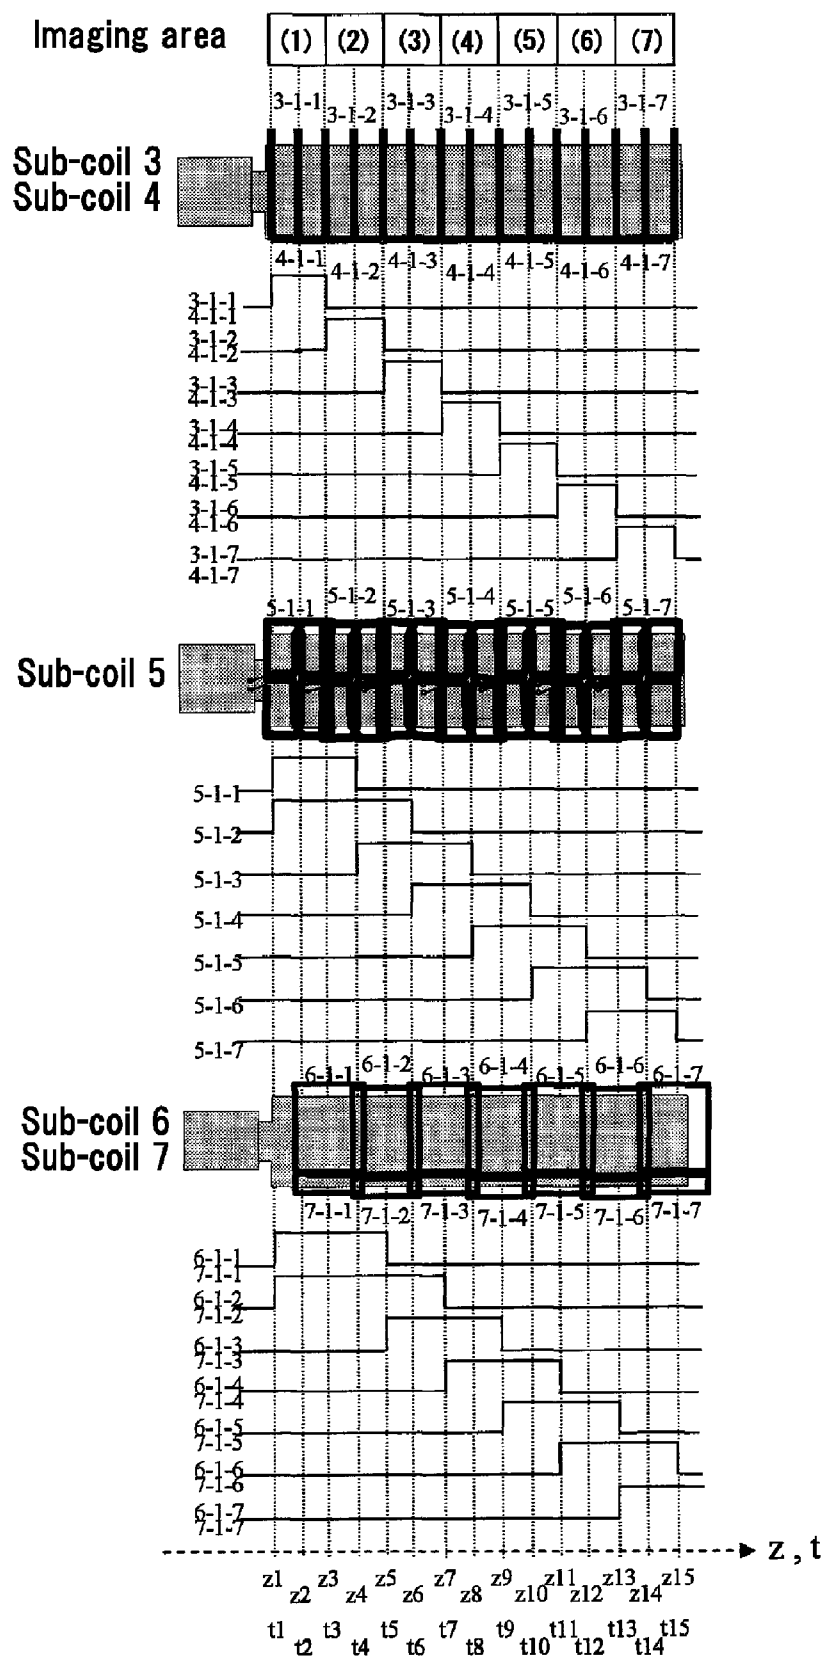 Imaging area (1) (2) (3) (4) (5) (6) (7)
3-1-1 3-1-2 3-1-3 3-1-4 3-1-5 3-1-6 3-1-7
Sub-coil 3
Sub-coil 4
4-1-1 4-1-2 4-1-3 4-1-4 4-1-5 4-1-6 4-1-7
3-1-1
4-1-1
3-1-2
4-1-2
3-1-3
4-1-3
3-1-4
4-1-4
3-1-5
4-1-5
3-1-6
4-1-6
3-1-7
4-1-7
5-1-1 5-1-2 5-1-3 5-1-4 5-1-5 5-1-6 5-1-7
Sub-coil 5
5-1-1
5-1-2
5-1-3
5-1-4
5-1-5
5-1-6
5-1-7
6-1-1 6-1-2 6-1-3 6-1-4 6-1-5 6-1-6 6-1-7
Sub-coil 6
Sub-coil 7
7-1-1 7-1-2 7-1-3 7-1-4 7-1-5 7-1-6 7-1-7
6-1-1
7-1-1
6-1-2
7-1-2
6-1-3
7-1-3
6-1-4
7-1-4
6-1-5
7-1-5
6-1-6
7-1-6
6-1-7
7-1-7
z , t
z1 z2 z3 z4 z5 z6 z7 z8 z9 z10 z11 z12 z13 z14 z15
t1 t2 t3 t4 t5 t6 t7 t8 t9 t10 t11 t12 t13 t14 t15